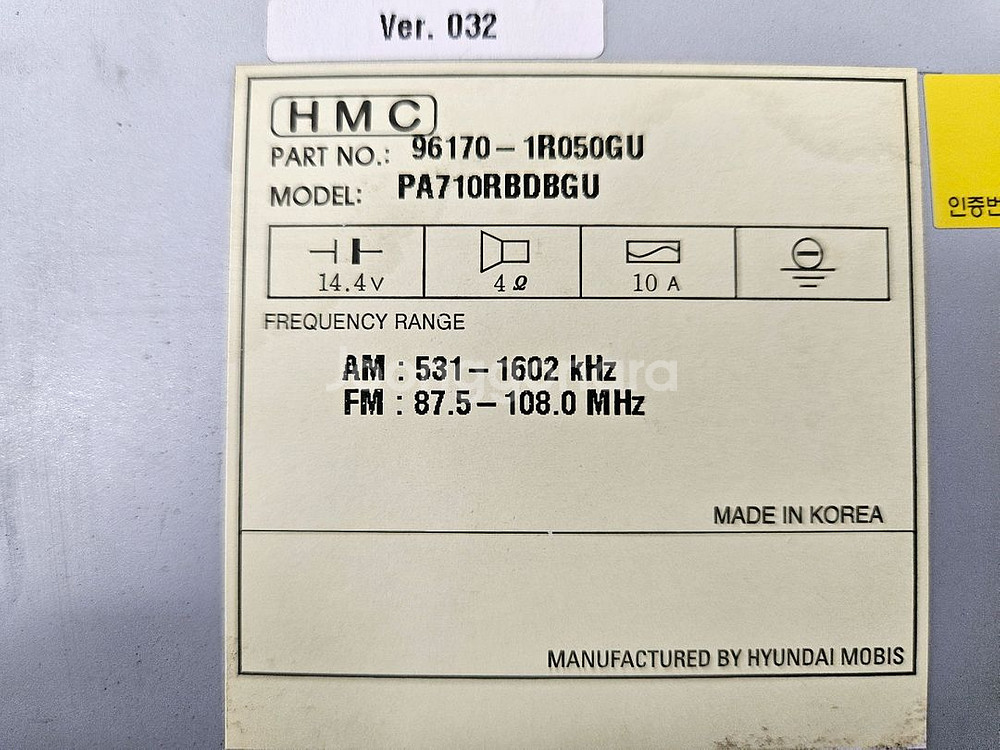 Ver. 032
HMC
PART NO.: 96170-1R050GU
MODEL: PA710RBDBGU
14.4V 4Ω 10 A
FREQUENCY RANGE
AM : 531-1602 kHz
FM : 87.5-108.0 MHz
MADE IN KOREA
MANUFACTURED BY HYUNDAI MOBIS
인증번